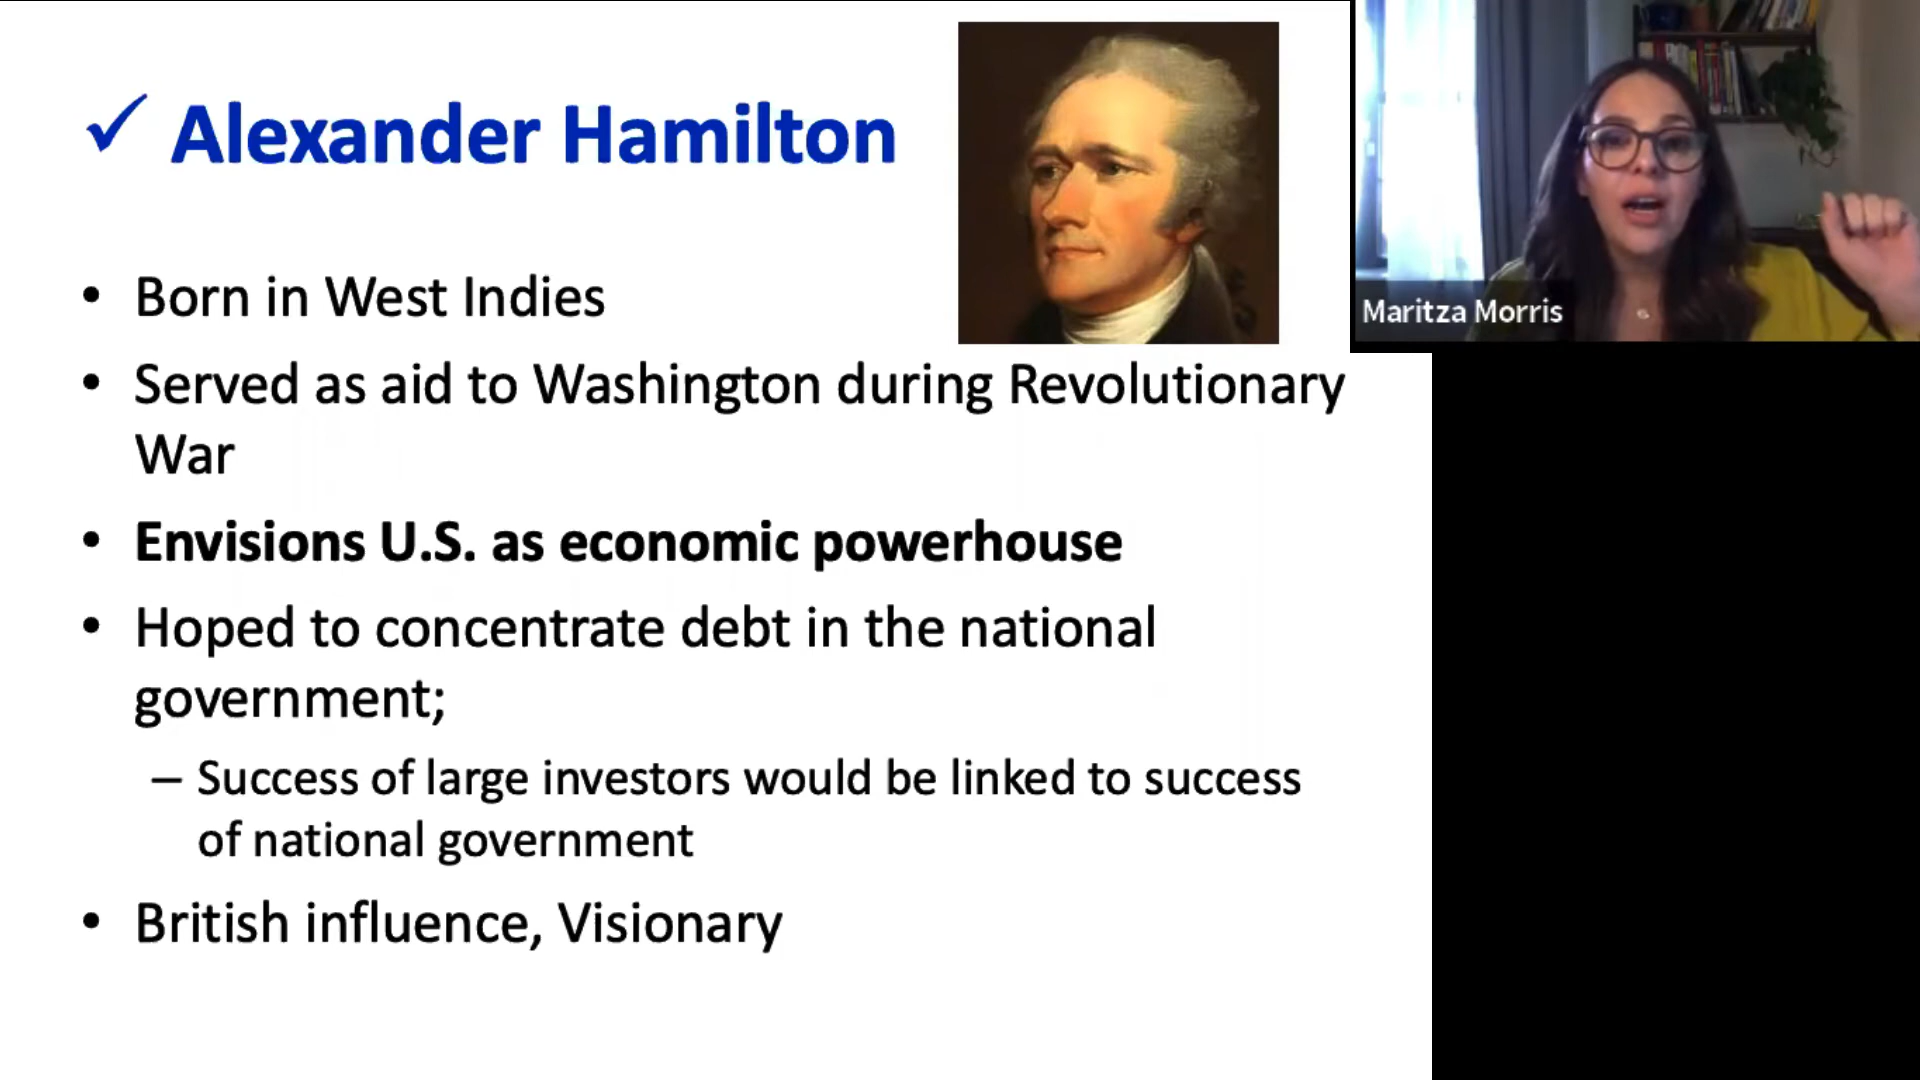 ✓ Alexander Hamilton
Maritza Morris
• Born in West Indies
• Served as aid to Washington during Revolutionary
War
• Envisions U.S. as economic powerhouse
• Hoped to concentrate debt in the national
government;
– Success of large investors would be linked to success
of national government
• British influence, Visionary